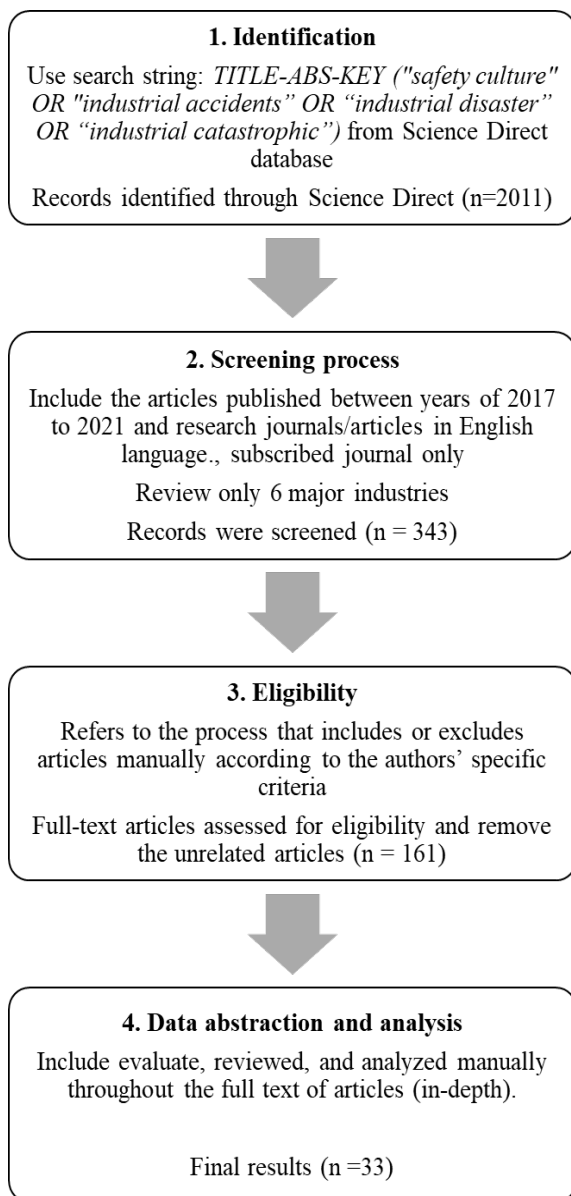 1. Identification
Use search string: TITLE-ABS-KEY ("safety culture"
OR "industrial accidents” OR “industrial disaster”
OR “industrial catastrophic”) from Science Direct
database
Records identified through Science Direct (n=2011)
2. Screening process
Include the articles published between years of 2017
to 2021 and research journals/articles in English
language., subscribed journal only
Review only 6 major industries
Records were screened (n = 343)
3. Eligibility
Refers to the process that includes or excludes
articles manually according to the authors’ specific
criteria
Full-text articles assessed for eligibility and remove
the unrelated articles (n = 161)
4. Data abstraction and analysis
Include evaluate, reviewed, and analyzed manually
throughout the full text of articles (in-depth).
Final results (n =33)